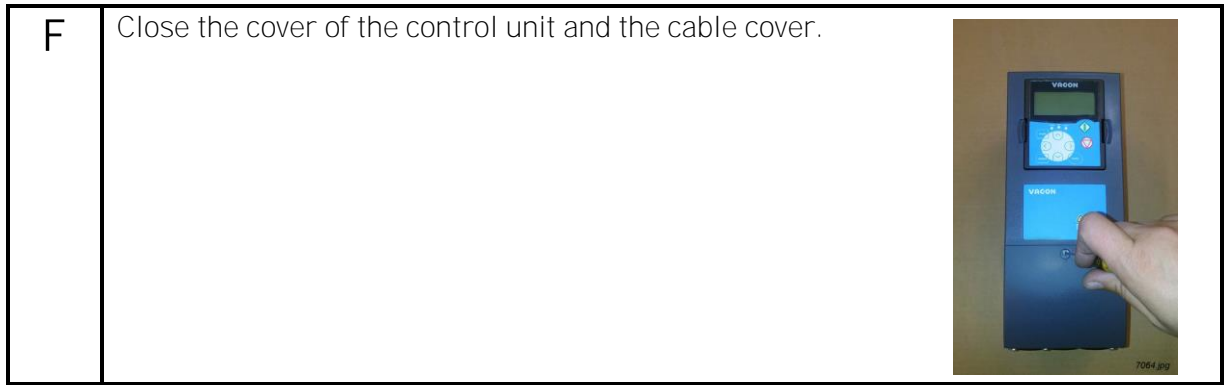 F
Close the cover of the control unit and the cable cover.
VACON
VACON
7064.jpg